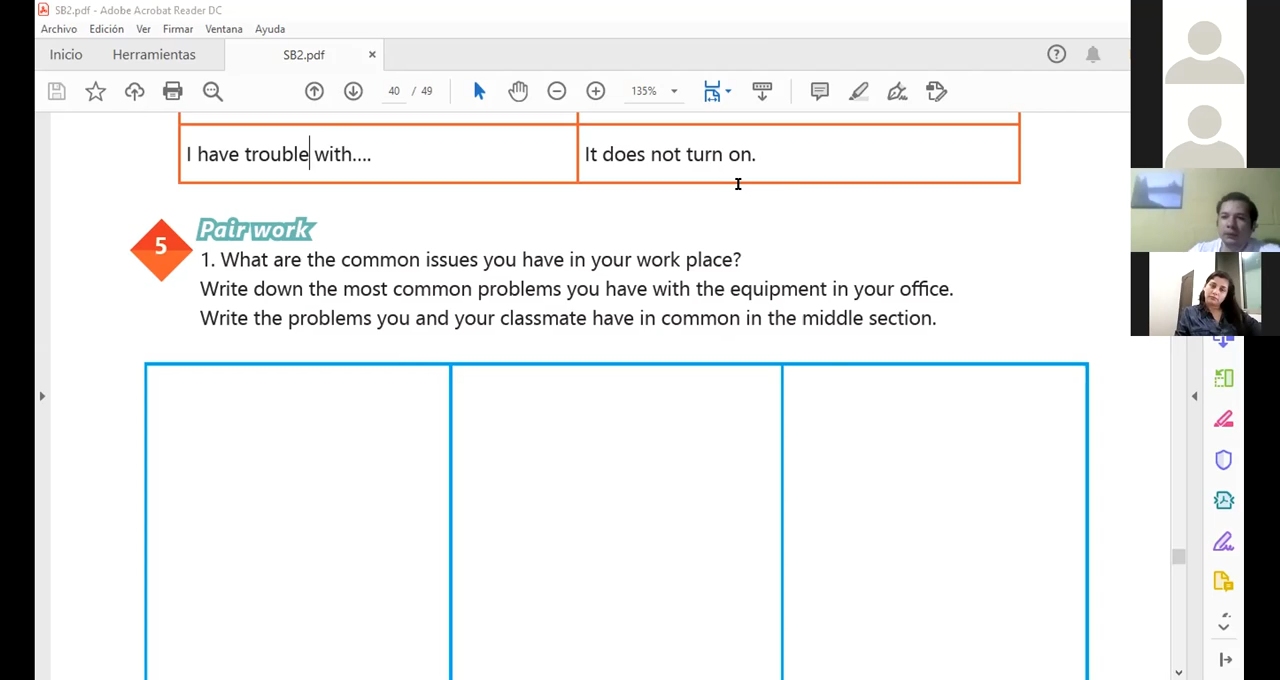 SB2.pdf - Adobe Acrobat Reader DC
Archivo Edición Ver Firmar Ventana Ayuda
Inicio Herramientas SB2.pdf ×
40 / 49 135%
I have trouble with.... It does not turn on.
5 Pair work
1. What are the common issues you have in your work place?
Write down the most common problems you have with the equipment in your office.
Write the problems you and your classmate have in common in the middle section.